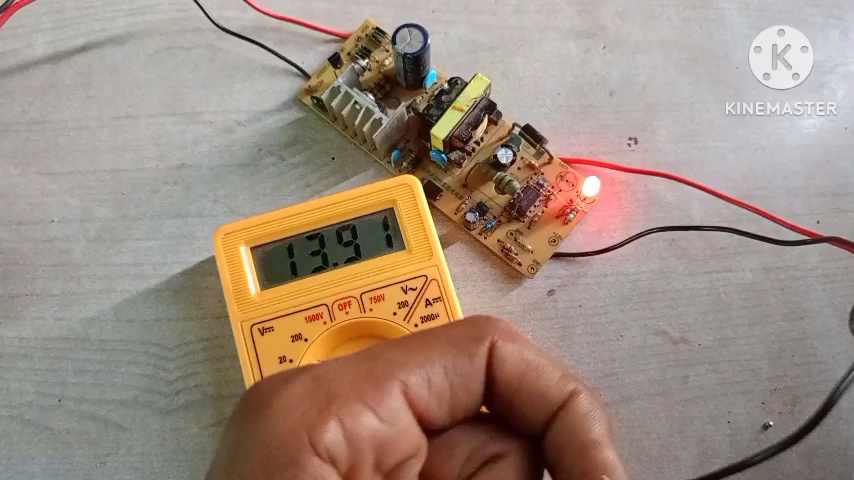 KINEMASTER
13.91
V⎓
1000V
OFF
750V
V~
200
A⎓
200
2000µ
20